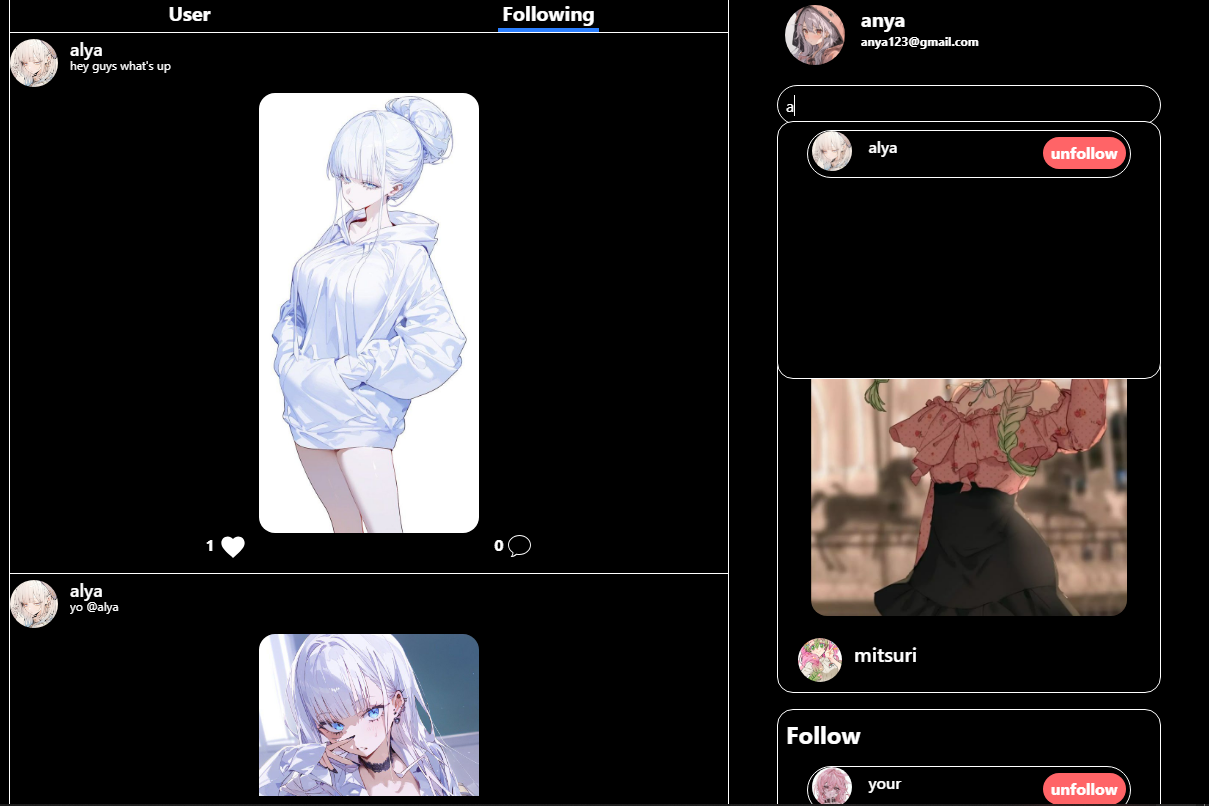 User
Following
alya
hey guys what's up
1
0
alya
yo @alya
anya
anya123@gmail.com
a
alya
unfollow
mitsuri
Follow
your
unfollow